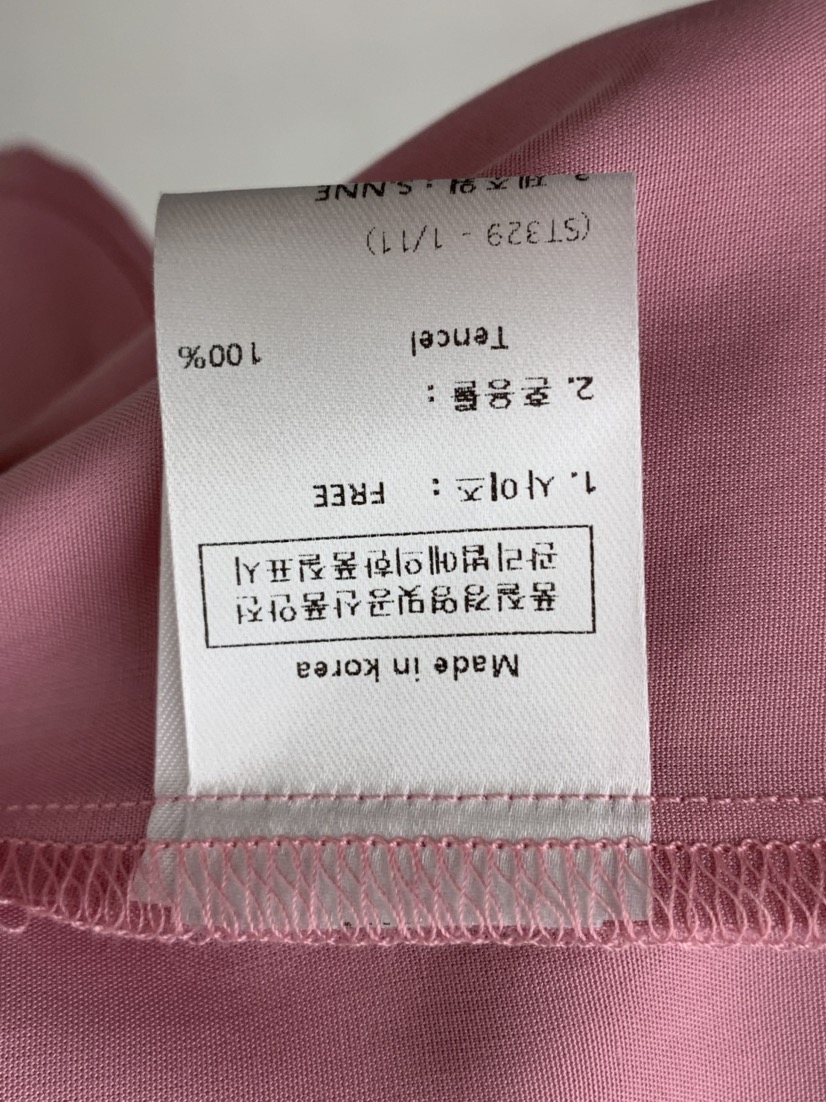 Made in korea
품질경영및공산품안전
관리법에의한품질표시
1. 사이즈 : FREE
2. 혼용률 :
Tencel 100%
(ST329 - 1/11)
3. 제조원 : S.NNE